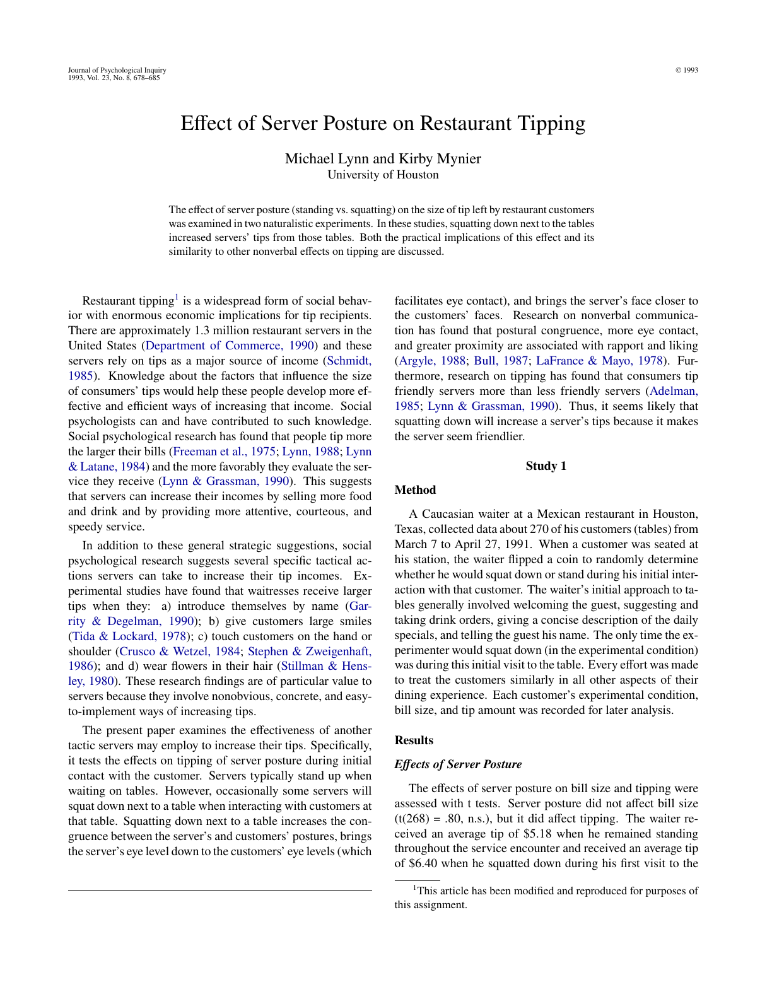 Journal of Psychological Inquiry
1993, Vol. 23, No. 8, 678–685
© 1993
Effect of Server Posture on Restaurant Tipping
Michael Lynn and Kirby Mynier
University of Houston
The effect of server posture (standing vs. squatting) on the size of tip left by restaurant customers
was examined in two naturalistic experiments. In these studies, squatting down next to the tables
increased servers' tips from those tables. Both the practical implications of this effect and its
similarity to other nonverbal effects on tipping are discussed.
Restaurant tipping1 is a widespread form of social behav-
ior with enormous economic implications for tip recipients.
There are approximately 1.3 million restaurant servers in the
United States (Department of Commerce, 1990) and these
servers rely on tips as a major source of income (Schmidt,
1985). Knowledge about the factors that influence the size
of consumers' tips would help these people develop more ef-
fective and efficient ways of increasing that income. Social
psychologists can and have contributed to such knowledge.
Social psychological research has found that people tip more
the larger their bills (Freeman et al., 1975; Lynn, 1988; Lynn
& Latane, 1984) and the more favorably they evaluate the ser-
vice they receive (Lynn & Grassman, 1990). This suggests
that servers can increase their incomes by selling more food
and drink and by providing more attentive, courteous, and
speedy service.
In addition to these general strategic suggestions, social
psychological research suggests several specific tactical ac-
tions servers can take to increase their tip incomes. Ex-
perimental studies have found that waitresses receive larger
tips when they: a) introduce themselves by name (Gar-
rity & Degelman, 1990); b) give customers large smiles
(Tida & Lockard, 1978); c) touch customers on the hand or
shoulder (Crusco & Wetzel, 1984; Stephen & Zweigenhaft,
1986); and d) wear flowers in their hair (Stillman & Hens-
ley, 1980). These research findings are of particular value to
servers because they involve nonobvious, concrete, and easy-
to-implement ways of increasing tips.
The present paper examines the effectiveness of another
tactic servers may employ to increase their tips. Specifically,
it tests the effects on tipping of server posture during initial
contact with the customer. Servers typically stand up when
waiting on tables. However, occasionally some servers will
squat down next to a table when interacting with customers at
that table. Squatting down next to a table increases the con-
gruence between the server's and customers' postures, brings
the server's eye level down to the customers' eye levels (which
facilitates eye contact), and brings the server's face closer to
the customers' faces. Research on nonverbal communica-
tion has found that postural congruence, more eye contact,
and greater proximity are associated with rapport and liking
(Argyle, 1988; Bull, 1987; LaFrance & Mayo, 1978). Fur-
thermore, research on tipping has found that consumers tip
friendly servers more than less friendly servers (Adelman,
1985; Lynn & Grassman, 1990). Thus, it seems likely that
squatting down will increase a server's tips because it makes
the server seem friendlier.
Study 1
Method
A Caucasian waiter at a Mexican restaurant in Houston,
Texas, collected data about 270 of his customers (tables) from
March 7 to April 27, 1991. When a customer was seated at
his station, the waiter flipped a coin to randomly determine
whether he would squat down or stand during his initial inter-
action with that customer. The waiter's initial approach to ta-
bles generally involved welcoming the guest, suggesting and
taking drink orders, giving a concise description of the daily
specials, and telling the guest his name. The only time the ex-
perimenter would squat down (in the experimental condition)
was during this initial visit to the table. Every effort was made
to treat the customers similarly in all other aspects of their
dining experience. Each customer's experimental condition,
bill size, and tip amount was recorded for later analysis.
Results
Effects of Server Posture
The effects of server posture on bill size and tipping were
assessed with t tests. Server posture did not affect bill size
(t(268) = .80, n.s.), but it did affect tipping. The waiter re-
ceived an average tip of $5.18 when he remained standing
throughout the service encounter and received an average tip
of $6.40 when he squatted down during his first visit to the
1This article has been modified and reproduced for purposes of
this assignment.